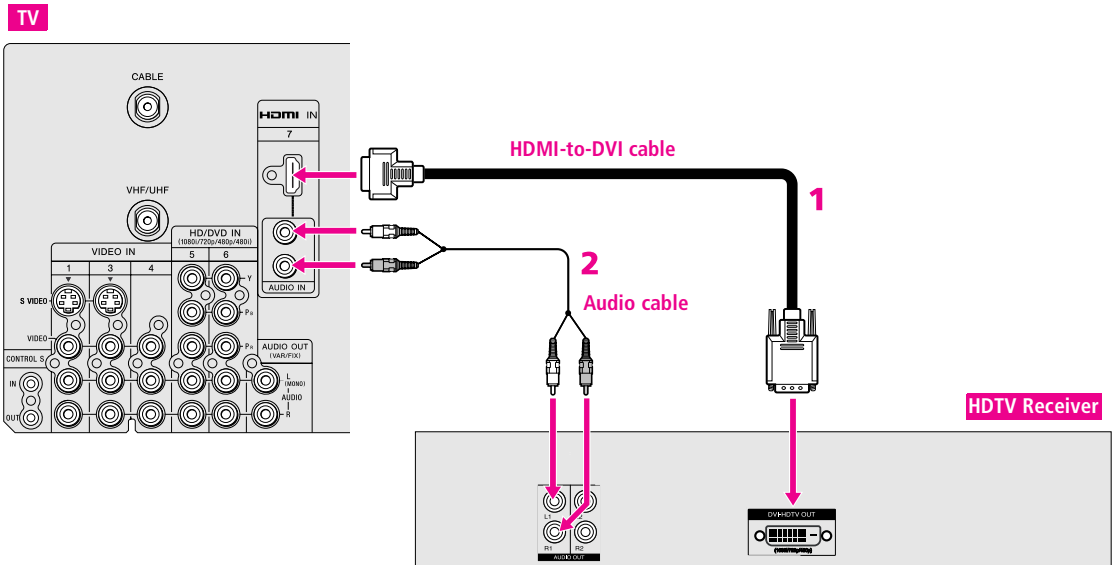 TV
CABLE
HDMI IN
7
VHF/UHF
AUDIO IN
HD/DVD IN
(1080i/720p/480p/480i)
5 6
VIDEO IN
1 3 4
S VIDEO
Y
PB
PR
VIDEO
CONTROL S
IN
OUT
AUDIO OUT
(VAR/FIX)
L
(MONO)
AUDIO
R
HDMI-to-DVI cable
1
2
Audio cable
HDTV Receiver
L1
R1 R2
AUDIO OUT
DVI-HDTV OUT